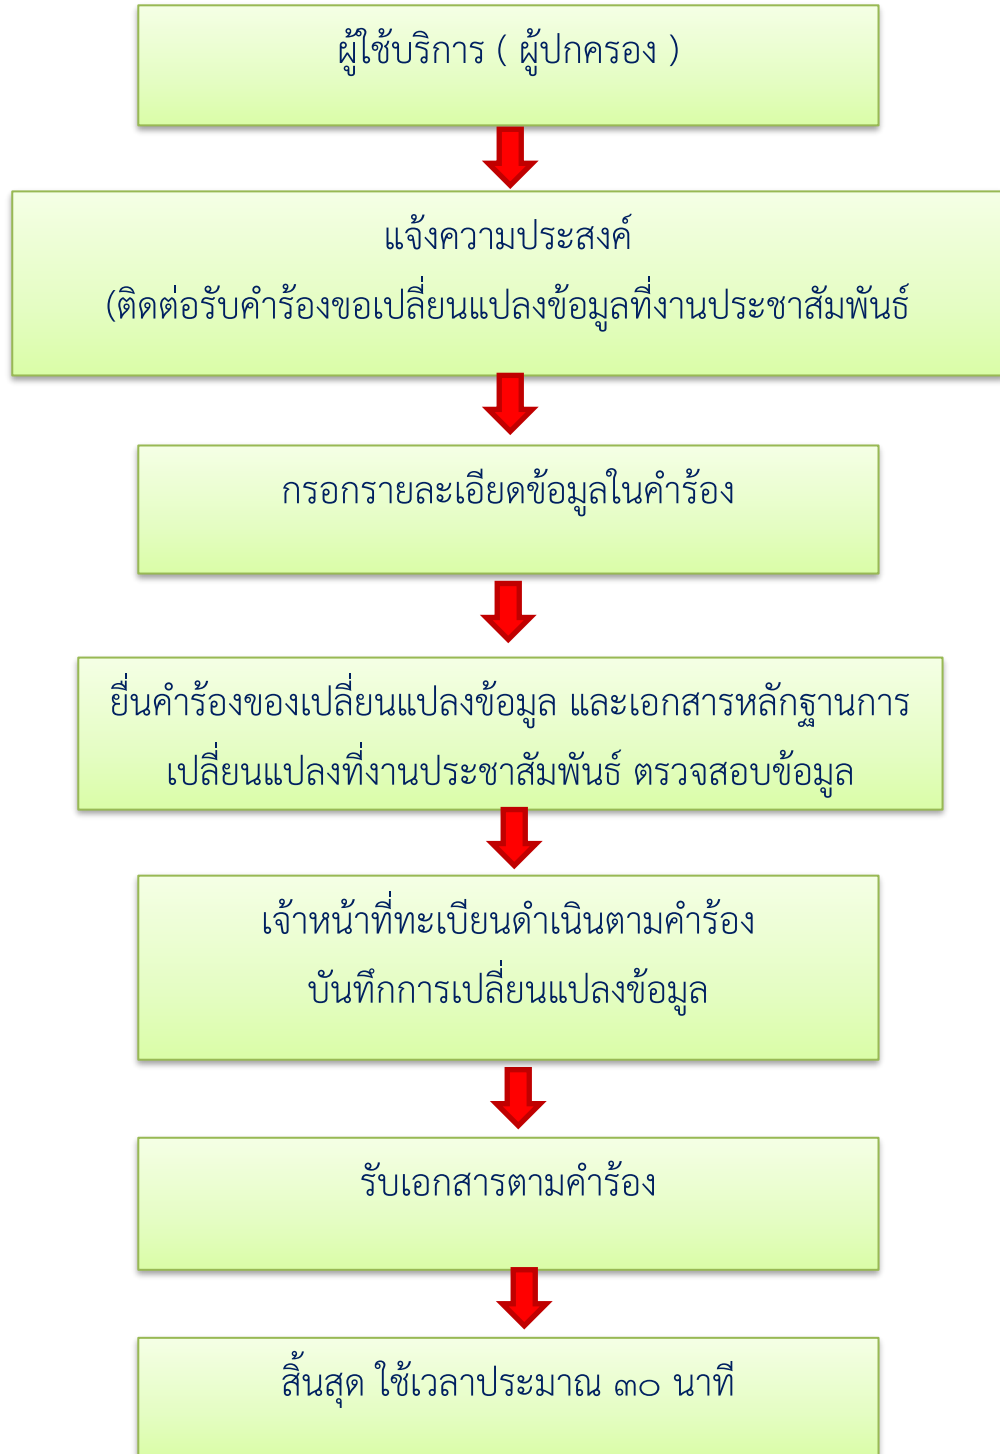 ผู้ใช้บริการ ( ผู้ปกครอง )
แจ้งความประสงค์
(ติดต่อรับคำร้องขอเปลี่ยนแปลงข้อมูลที่งานประชาสัมพันธ์
กรอกรายละเอียดข้อมูลในคำร้อง
ยื่นคำร้องของเปลี่ยนแปลงข้อมูล และเอกสารหลักฐานการ
เปลี่ยนแปลงที่งานประชาสัมพันธ์ ตรวจสอบข้อมูล
เจ้าหน้าที่ทะเบียนดำเนินตามคำร้อง
บันทึกการเปลี่ยนแปลงข้อมูล
รับเอกสารตามคำร้อง
สิ้นสุด ใช้เวลาประมาณ ๓๐ นาที